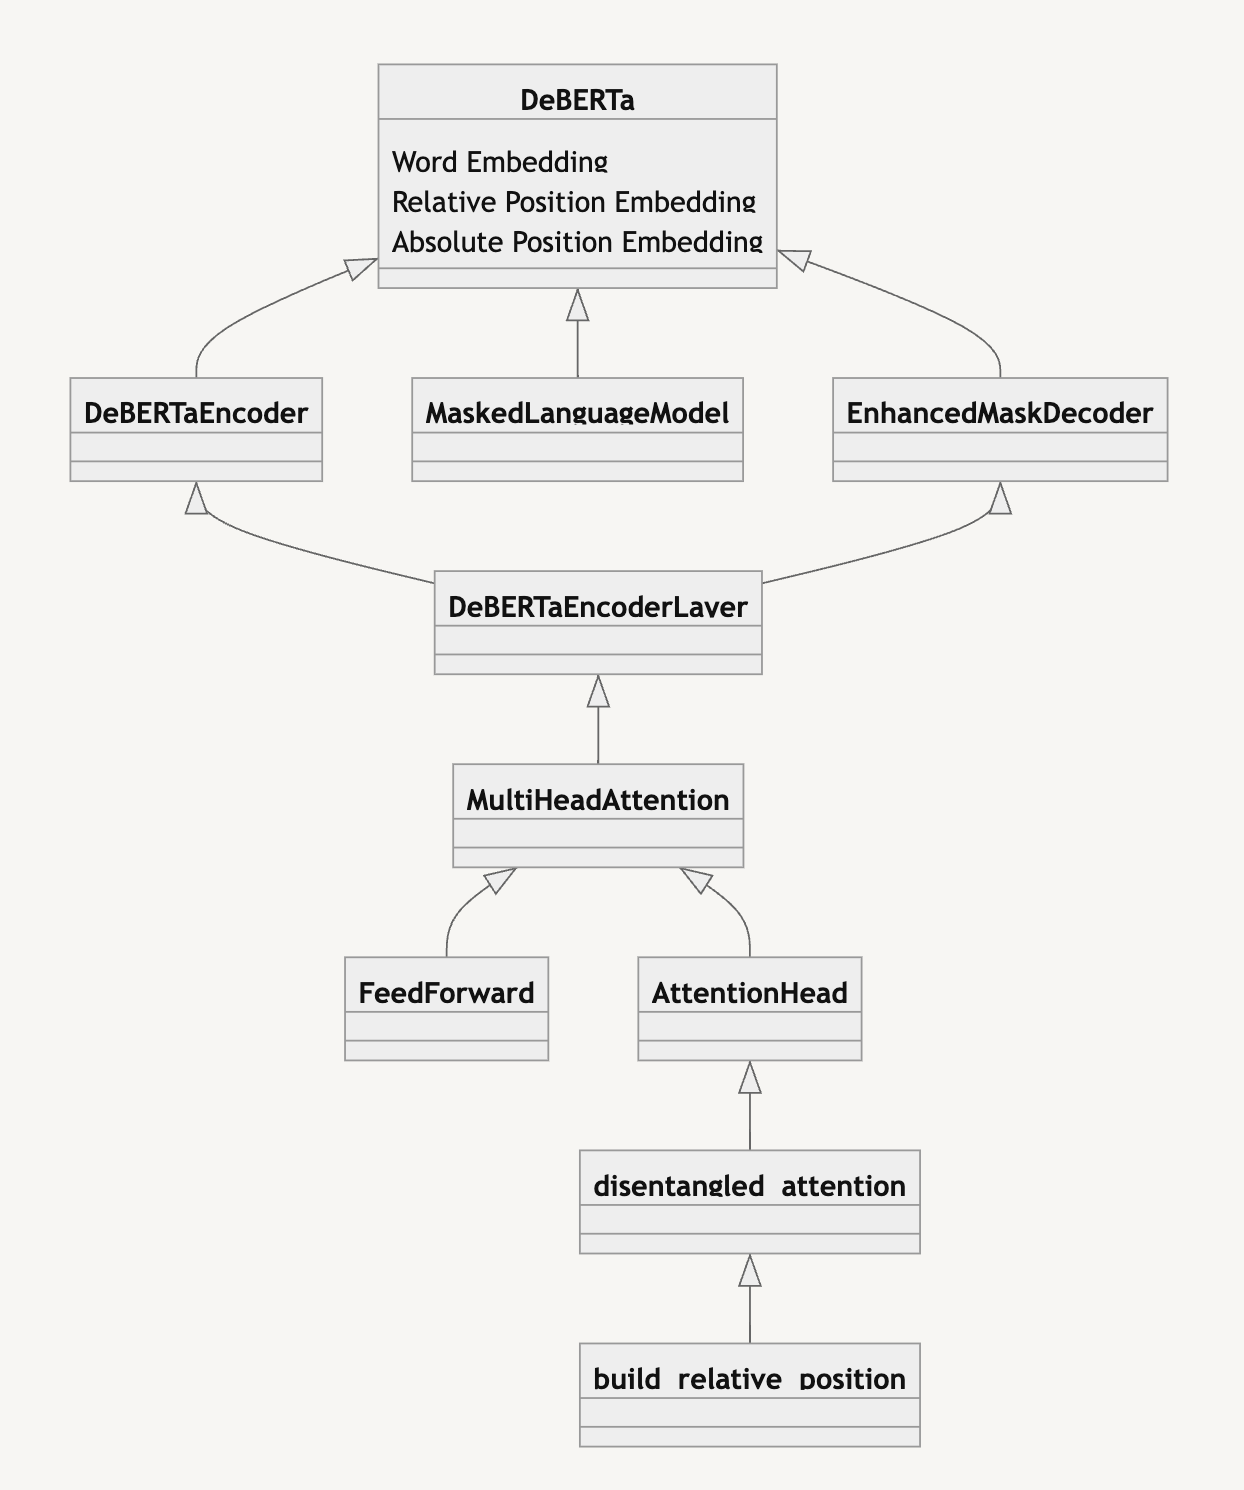 DeBERTa
Word Embedding
Relative Position Embedding
Absolute Position Embedding
DeBERTaEncoder
MaskedLanguageModel
EnhancedMaskDecoder
DeBERTaEncoderLayer
MultiHeadAttention
FeedForward
AttentionHead
disentangled_attention
build_relative_position